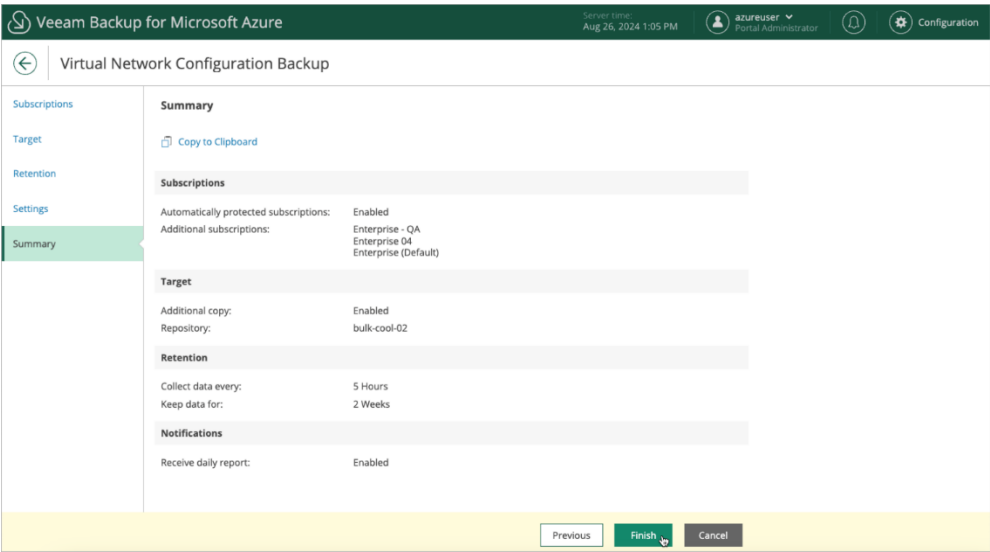 Veeam Backup for Microsoft Azure
Server time:
Aug 26, 2024 1:05 PM
azureuser
Portal Administrator
Configuration
Virtual Network Configuration Backup
Subscriptions
Target
Retention
Settings
Summary
Summary
Copy to Clipboard
Subscriptions
Automatically protected subscriptions: Enabled
Additional subscriptions: Enterprise - QA
Enterprise 04
Enterprise (Default)
Target
Additional copy: Enabled
Repository: bulk-cool-02
Retention
Collect data every: 5 Hours
Keep data for: 2 Weeks
Notifications
Receive daily report: Enabled
Previous Finish Cancel